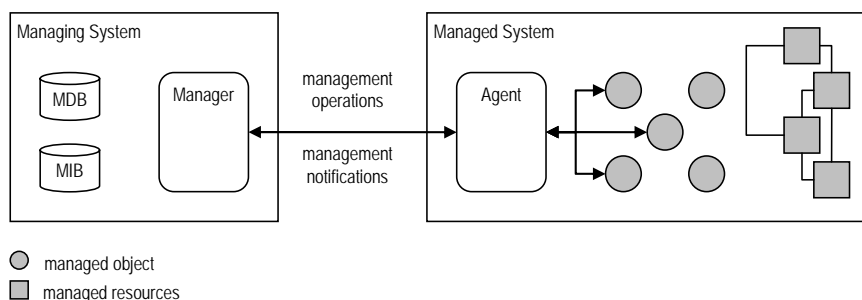 Managing System
Managed System
MDB
MIB
Manager
management
operations
management
notifications
Agent
managed object
managed resources